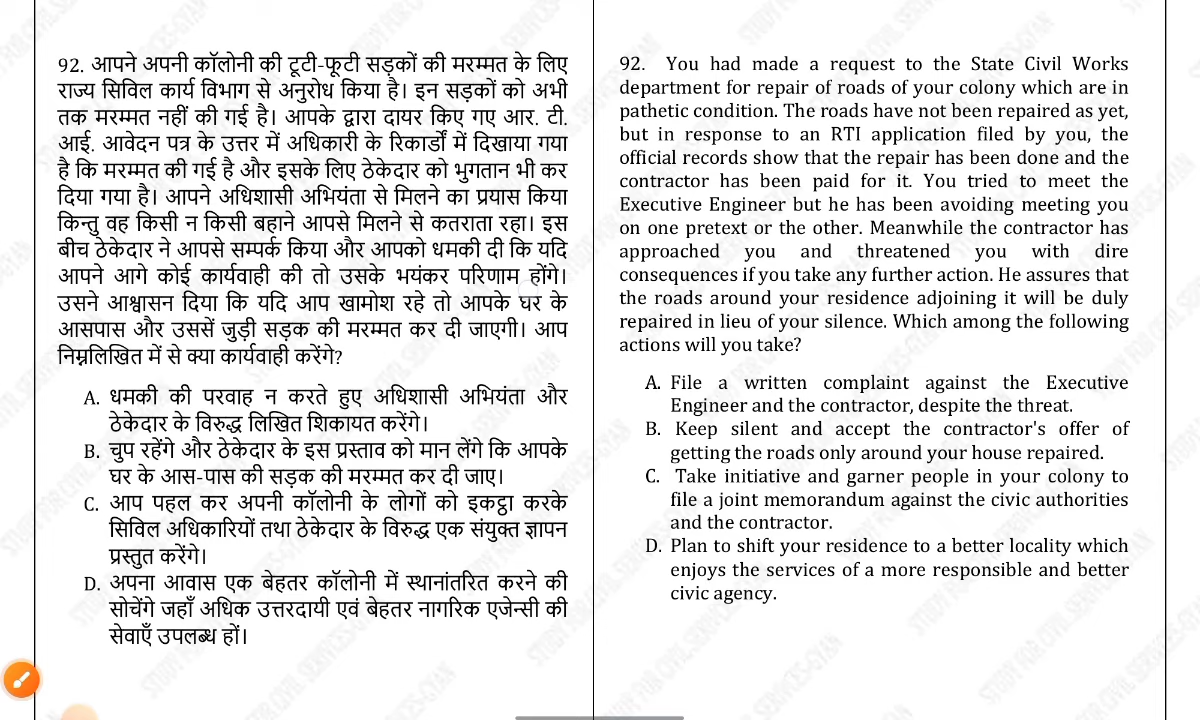 92. आपने अपनी कॉलोनी की टूटी-फूटी सड़कों की मरम्मत के लिए
राज्य सिविल कार्य विभाग से अनुरोध किया है। इन सड़कों को अभी
तक मरम्मत नहीं की गई है। आपके द्वारा दायर किए गए आर. टी.
आई. आवेदन पत्र के उत्तर में अधिकारी के रिकार्डों में दिखाया गया
है कि मरम्मत की गई है और इसके लिए ठेकेदार को भुगतान भी कर
दिया गया है। आपने अधिशासी अभियंता से मिलने का प्रयास किया
किन्तु वह किसी न किसी बहाने आपसे मिलने से कतराता रहा। इस
बीच ठेकेदार ने आपसे सम्पर्क किया और आपको धमकी दी कि यदि
आपने आगे कोई कार्यवाही की तो उसके भयंकर परिणाम होंगे।
उसने आश्वासन दिया कि यदि आप खामोश रहे तो आपके घर के
आसपास और उससें जुड़ी सड़क की मरम्मत कर दी जाएगी। आप
निम्नलिखित में से क्या कार्यवाही करेंगे?
A. धमकी की परवाह न करते हुए अधिशासी अभियंता और
ठेकेदार के विरुद्ध लिखित शिकायत करेंगे।
B. चुप रहेंगे और ठेकेदार के इस प्रस्ताव को मान लेंगे कि आपके
घर के आस-पास की सड़क की मरम्मत कर दी जाए।
C. आप पहल कर अपनी कॉलोनी के लोगों को इकट्ठा करके
सिविल अधिकारियों तथा ठेकेदार के विरुद्ध एक संयुक्त ज्ञापन
प्रस्तुत करेंगे।
D. अपना आवास एक बेहतर कॉलोनी में स्थानांतरित करने की
सोचेंगे जहाँ अधिक उत्तरदायी एवं बेहतर नागरिक एजेन्सी की
सेवाएँ उपलब्ध हों।
92. You had made a request to the State Civil Works
department for repair of roads of your colony which are in
pathetic condition. The roads have not been repaired as yet,
but in response to an RTI application filed by you, the
official records show that the repair has been done and the
contractor has been paid for it. You tried to meet the
Executive Engineer but he has been avoiding meeting you
on one pretext or the other. Meanwhile the contractor has
approached you and threatened you with dire
consequences if you take any further action. He assures that
the roads around your residence adjoining it will be duly
repaired in lieu of your silence. Which among the following
actions will you take?
A. File a written complaint against the Executive
Engineer and the contractor, despite the threat.
B. Keep silent and accept the contractor's offer of
getting the roads only around your house repaired.
C. Take initiative and garner people in your colony to
file a joint memorandum against the civic authorities
and the contractor.
D. Plan to shift your residence to a better locality which
enjoys the services of a more responsible and better
civic agency.